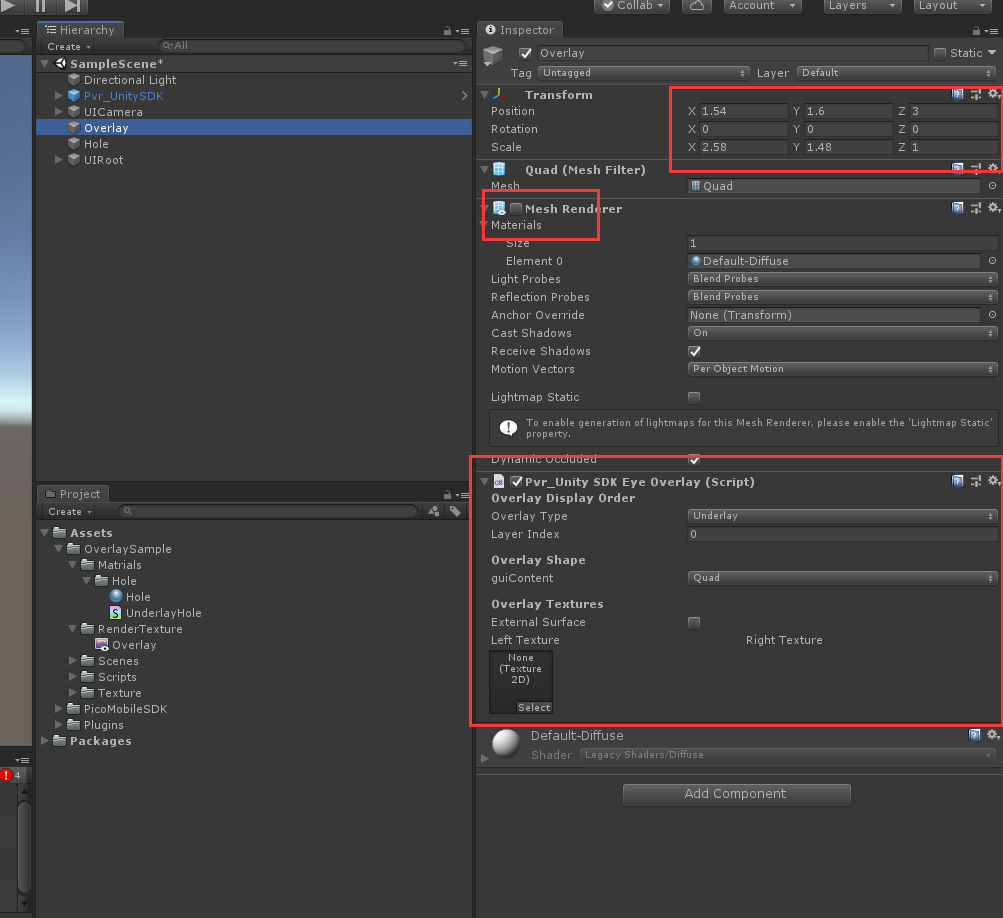 Collab
Account
Layers
Layout
Hierarchy
Create
All
SampleScene*
Directional Light
Pvr_UnitySDK
UICamera
Overlay
Hole
UIRoot
Project
Create
Assets
OverlaySample
Matrials
Hole
Hole
UnderlayHole
RenderTexture
Overlay
Scenes
Scripts
Texture
PicoMobileSDK
Plugins
Packages
4
Inspector
Overlay
Static
Tag Untagged Layer Default
Transform
Position X 1.54 Y 1.6 Z 3
Rotation X 0 Y 0 Z 0
Scale X 2.58 Y 1.48 Z 1
Quad (Mesh Filter)
Mesh Quad
Mesh Renderer
Materials
Size 1
Element 0 Default-Diffuse
Light Probes Blend Probes
Reflection Probes Blend Probes
Anchor Override None (Transform)
Cast Shadows On
Receive Shadows
Motion Vectors Per Object Motion
Lightmap Static
To enable generation of lightmaps for this Mesh Renderer, please enable the 'Lightmap Static'
property.
Dynamic Occluded
Pvr_Unity SDK Eye Overlay (Script)
Overlay Display Order
Overlay Type Underlay
Layer Index 0
Overlay Shape
guiContent Quad
Overlay Textures
External Surface
Left Texture Right Texture
None
(Texture
2D)
Select
Default-Diffuse
Shader Legacy Shaders/Diffuse
Add Component